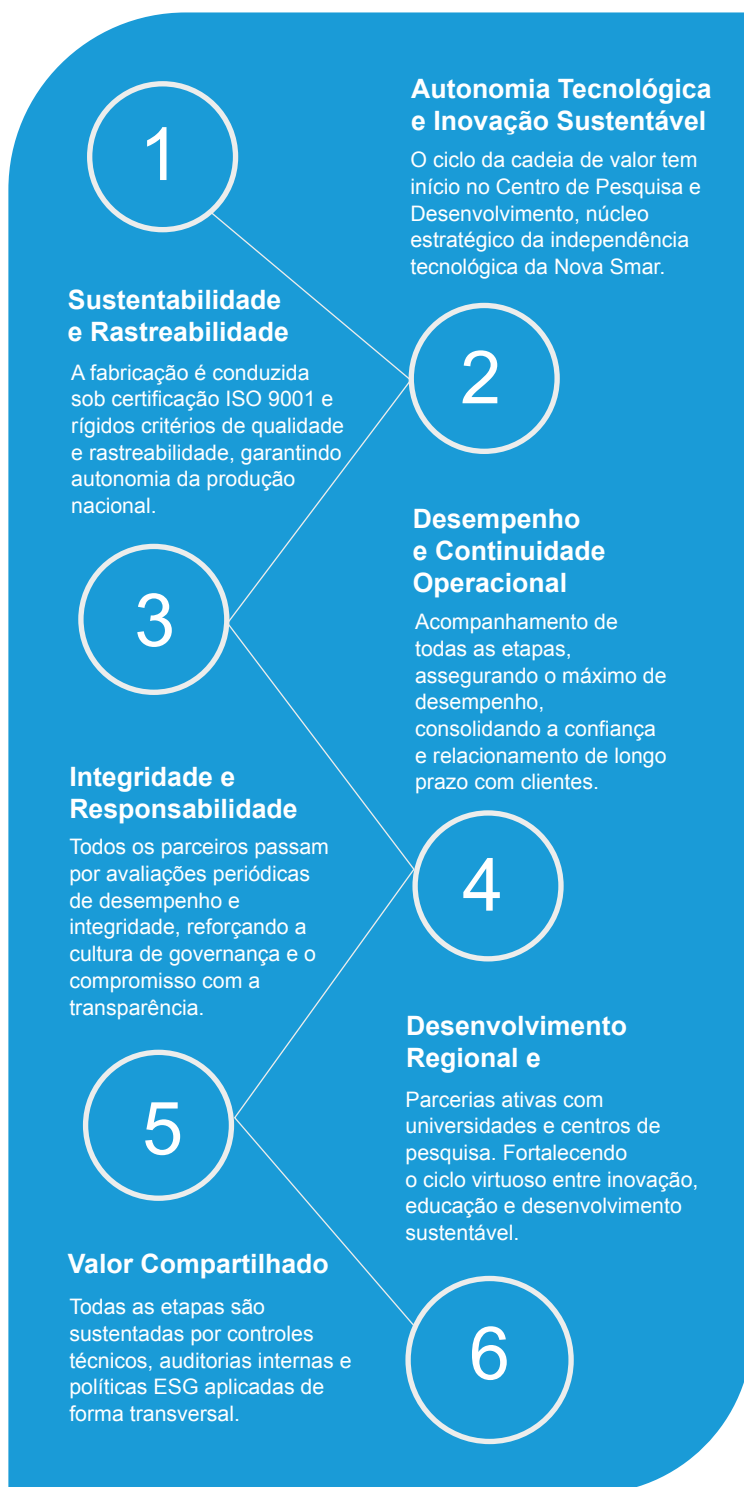 1
Autonomia Tecnológica
e Inovação Sustentável
O ciclo da cadeia de valor tem
início no Centro de Pesquisa e
Desenvolvimento, núcleo
estratégico da independência
tecnológica da Nova Smar.
2
Sustentabilidade
e Rastreabilidade
A fabricação é conduzida
sob certificação ISO 9001 e
rígidos critérios de qualidade
e rastreabilidade, garantindo
autonomia da produção
nacional.
3
Desempenho
e Continuidade
Operacional
Acompanhamento de
todas as etapas,
assegurando o máximo de
desempenho,
consolidando a confiança
e relacionamento de longo
prazo com clientes.
4
Integridade e
Responsabilidade
Todos os parceiros passam
por avaliações periódicas
de desempenho e
integridade, reforçando a
cultura de governança e o
compromisso com a
transparência.
5
Desenvolvimento
Regional e
Parcerias ativas com
universidades e centros de
pesquisa. Fortalecendo
o ciclo virtuoso entre inovação,
educação e desenvolvimento
sustentável.
6
Valor Compartilhado
Todas as etapas são
sustentadas por controles
técnicos, auditorias internas e
políticas ESG aplicadas de
forma transversal.